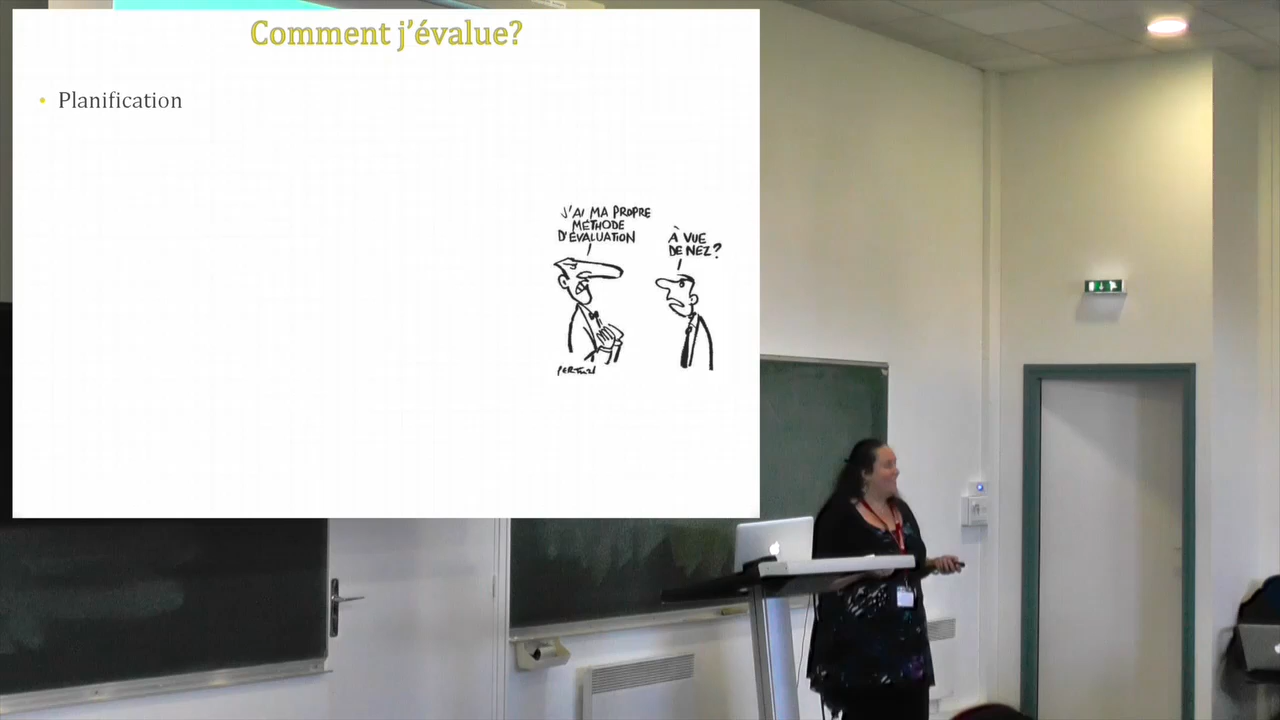 Comment j’évalue?
• Planification
J'AI MA PROPRE
MÉTHODE
D'ÉVALUATION
À VUE
DE NEZ?